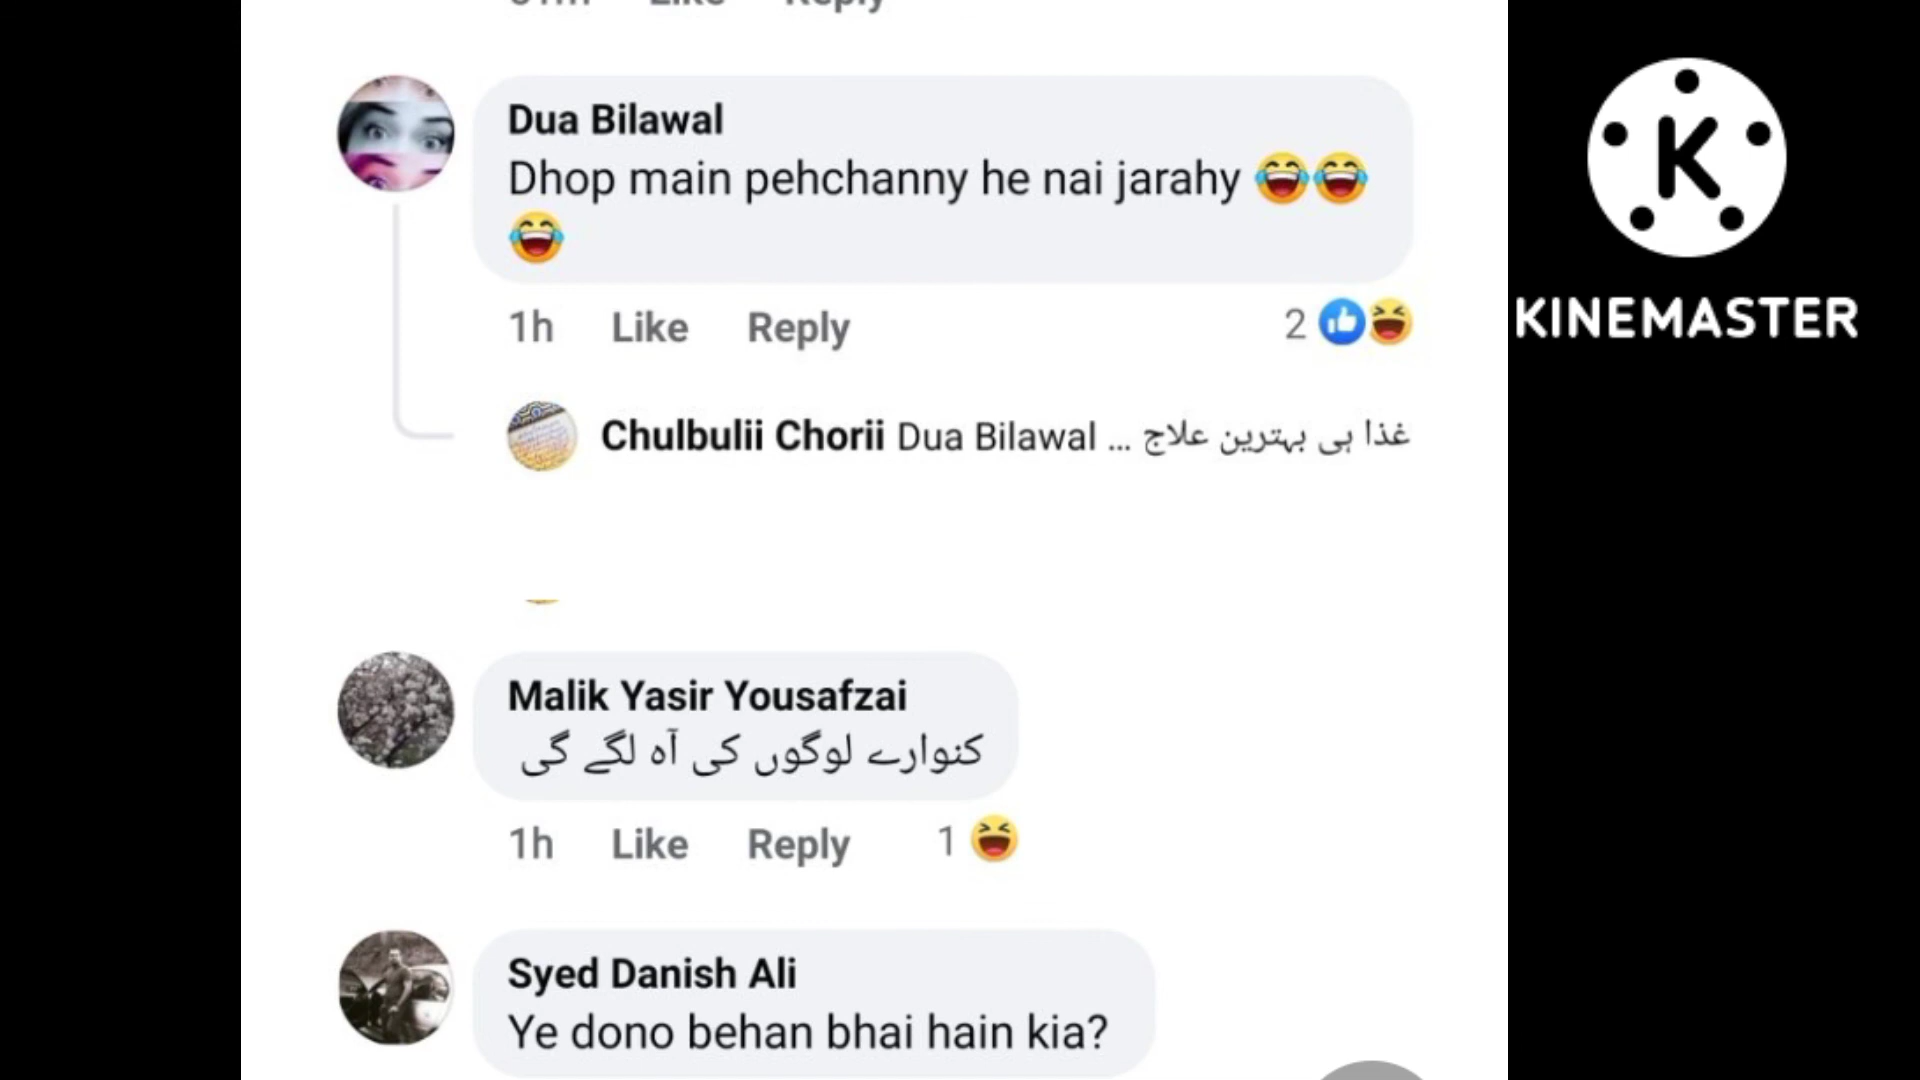 Like Reply
Dua Bilawal
Dhop main pehchanny he nai jarahy 😂😂
😂
1h Like Reply 2
Chulbulii Chorii Dua Bilawal ... غذا ہی بہترین علاج
Malik Yasir Yousafzai
کنوارے لوگوں کی آہ لگے گی
1h Like Reply 1
Syed Danish Ali
Ye dono behan bhai hain kia?
K
KINEMASTER